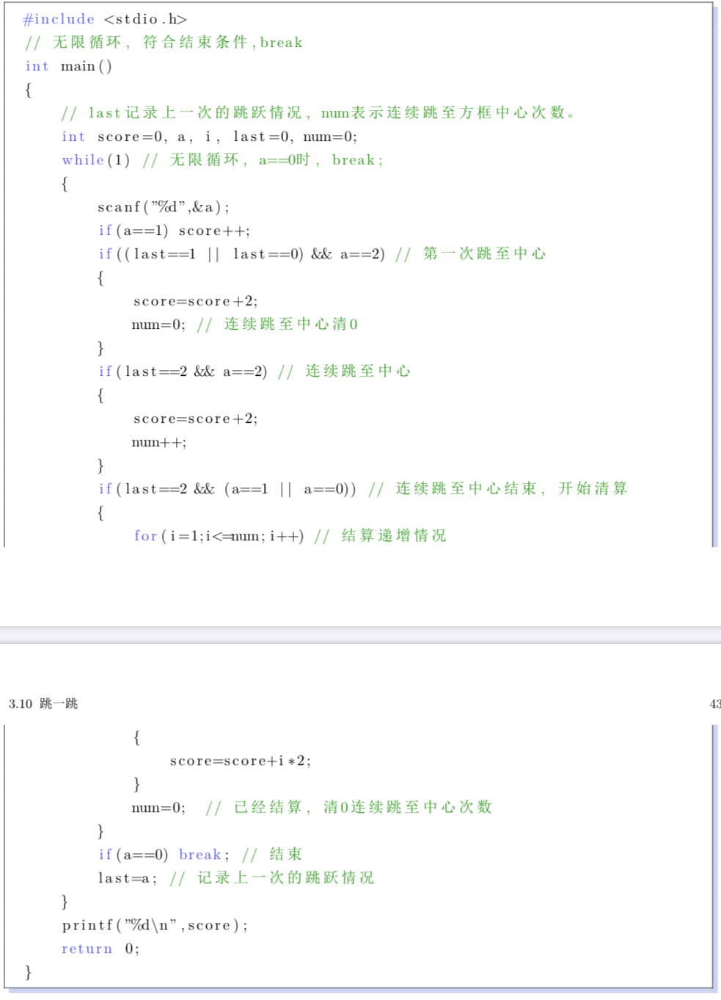 #include <stdio.h>
// 无限循环, 符合结束条件,break
int main()
{
// last记录上一次的跳跃情况, num表示连续跳至方框中心次数。
int score=0, a, i, last=0, num=0;
while(1) // 无限循环, a==0时, break;
{
scanf("%d",&a);
if(a==1) score++;
if((last==1 || last==0) && a==2) // 第一次跳至中心
{
score=score+2;
num=0; // 连续跳至中心清0
}
if(last==2 && a==2) // 连续跳至中心
{
score=score+2;
num++;
}
if(last==2 && (a==1 || a==0)) // 连续跳至中心结束, 开始清算
{
for(i=1;i<=num;i++) // 结算递增情况
3.10 跳一跳 43
{
score=score+i*2;
}
num=0; // 已经结算, 清0连续跳至中心次数
}
if(a==0) break; // 结束
last=a; // 记录上一次的跳跃情况
}
printf("%d\n",score);
return 0;
}